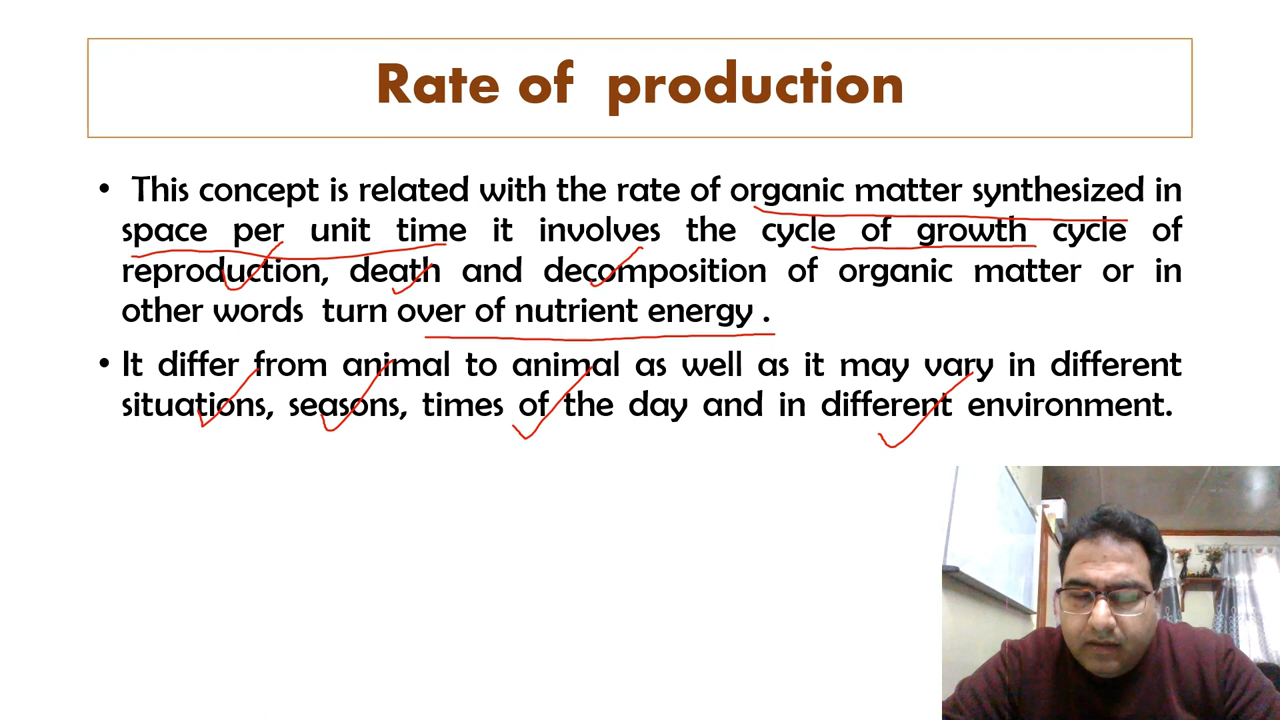 Rate of production
• This concept is related with the rate of organic matter synthesized in
space per unit time it involves the cycle of growth cycle of
reproduction, death and decomposition of organic matter or in
other words turn over of nutrient energy .
• It differ from animal to animal as well as it may vary in different
situations, seasons, times of the day and in different environment.